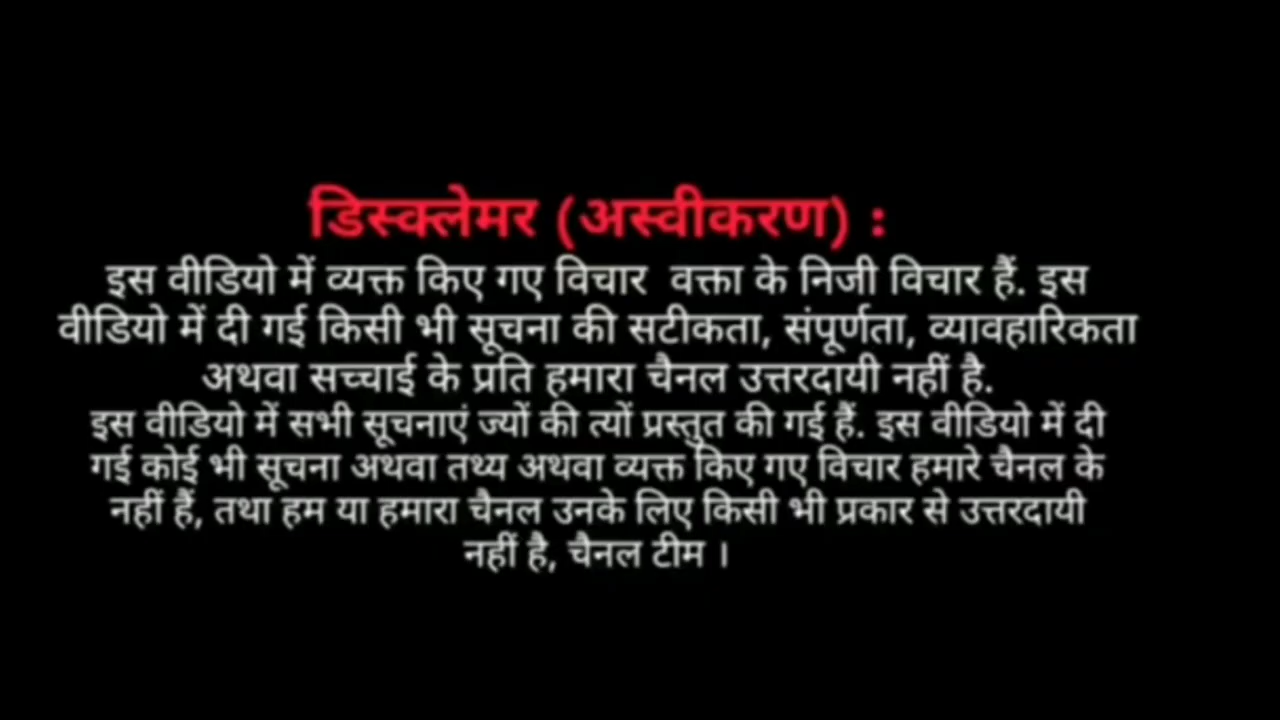 डिस्क्लेमर (अस्वीकरण) :
इस वीडियो में व्यक्त किए गए विचार वक्ता के निजी विचार हैं. इस
वीडियो में दी गई किसी भी सूचना की सटीकता, संपूर्णता, व्यावहारिकता
अथवा सच्चाई के प्रति हमारा चैनल उत्तरदायी नहीं है.
इस वीडियो में सभी सूचनाएं ज्यों की त्यों प्रस्तुत की गई हैं. इस वीडियो में दी
गई कोई भी सूचना अथवा तथ्य अथवा व्यक्त किए गए विचार हमारे चैनल के
नहीं हैं, तथा हम या हमारा चैनल उनके लिए किसी भी प्रकार से उत्तरदायी
नहीं है, चैनल टीम ।